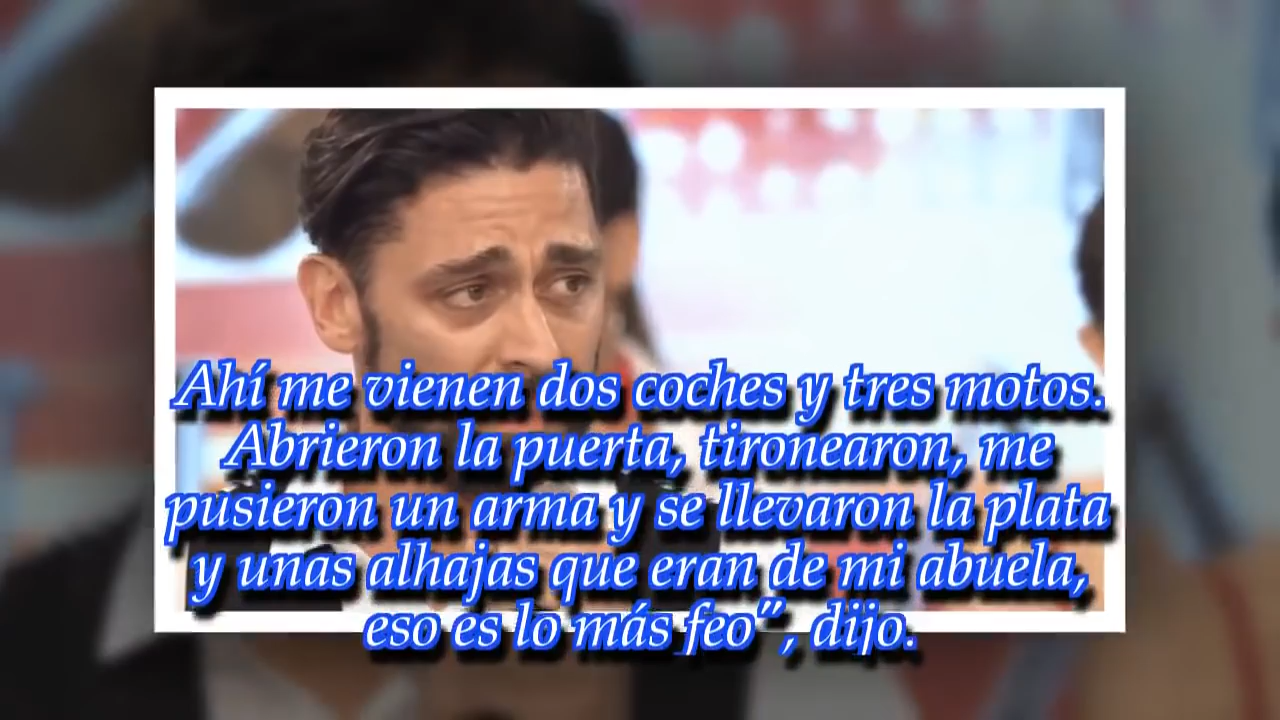 Ahí me vienen dos coches y tres motos.
Abrieron la puerta, tironearon, me
pusieron un arma y se llevaron la plata
y unas alhajas que eran de mi abuela,
eso es lo más feo”, dijo.